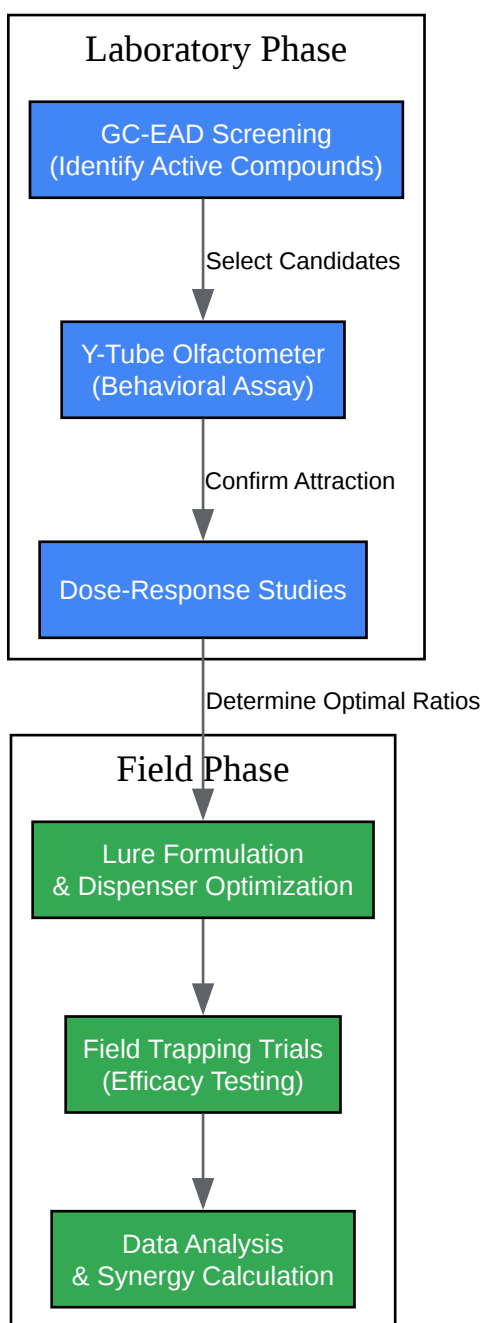 Laboratory Phase
GC-EAD Screening
(Identify Active Compounds)
Select Candidates
Y-Tube Olfactometer
(Behavioral Assay)
Confirm Attraction
Dose-Response Studies
Determine Optimal Ratios
Field Phase
Lure Formulation
& Dispenser Optimization
Field Trapping Trials
(Efficacy Testing)
Data Analysis
& Synergy Calculation